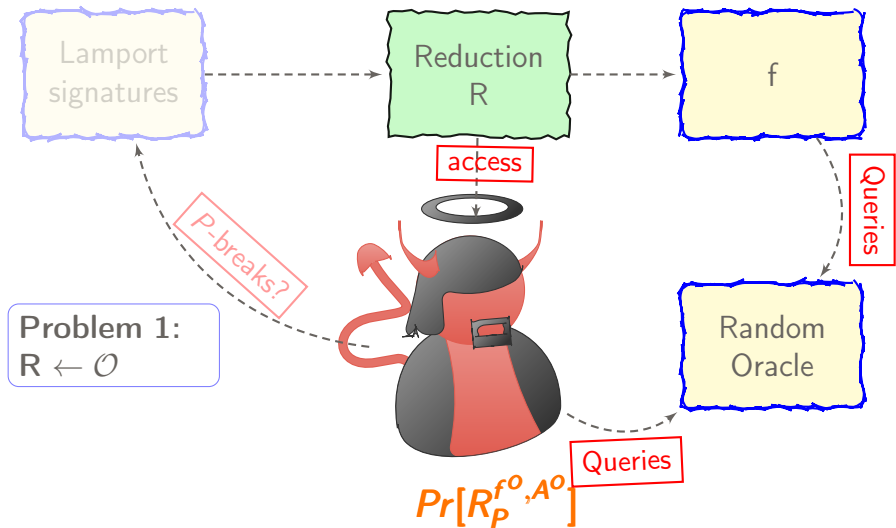 Lamport
signatures
Reduction
R
f
access
Queries
P-breaks?
Problem 1:
R ← 𝒪
Random
Oracle
Queries
Pr[R_P^{f^O,A^O}]